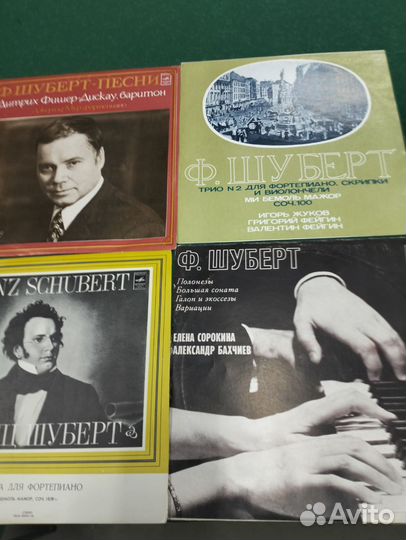 Ф. ШУБЕРТ · ПЕСНИ
Дитрих Фишер-Дискау, баритон
Ф. ШУБЕРТ
ТРИО N2 ДЛЯ ФОРТЕПИАНО, СКРИПКИ
И ВИОЛОНЧЕЛИ
МИ БЕМОЛЬ МАЖОР
СОЧ.100
ИГОРЬ ЖУКОВ
ГРИГОРИЙ ФЕЙГИН
ВАЛЕНТИН ФЕЙГИН
NZ SCHUBERT
Ц ШУБЕРТ
А ДЛЯ ФОРТЕПИАНО
Ф. ШУБЕРТ
Полонезы
Большая соната
Галоп и экоссезы
Вариации
ЕЛЕНА СОРОКИНА
АЛЕКСАНДР БАХЧИЕВ
Avito